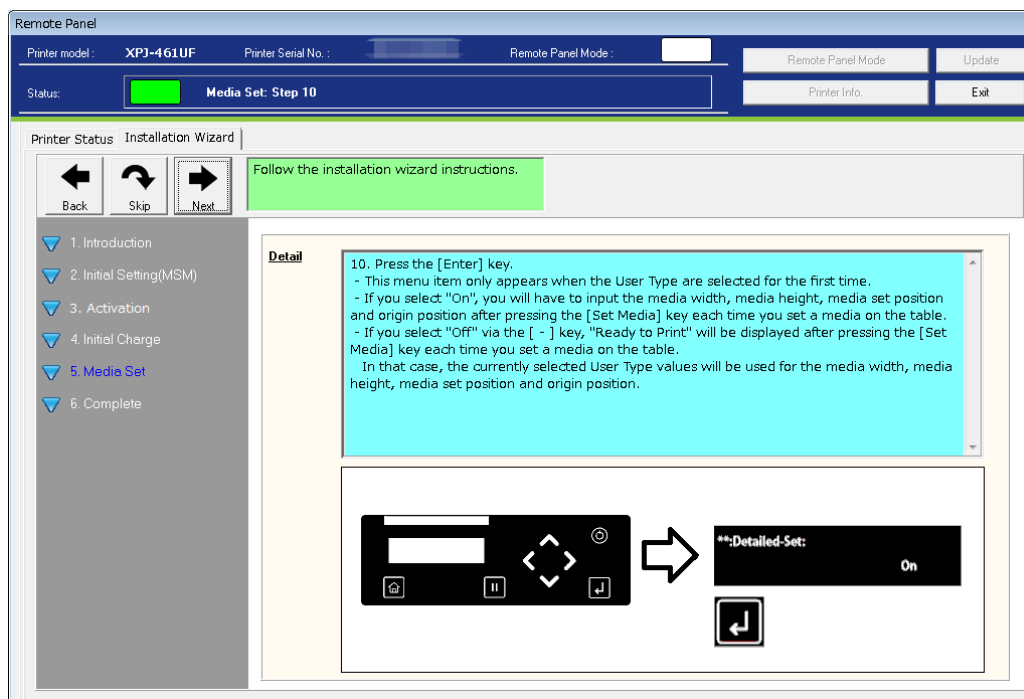 Remote Panel
Printer model : XPJ-461UF Printer Serial No. : Remote Panel Mode :
Remote Panel Mode Update
Status: Media Set: Step 10
Printer Info. Exit
Printer Status Installation Wizard
Back Skip Next
Follow the installation wizard instructions.
1. Introduction
2. Initial Setting(MSM)
3. Activation
4. Initial Charge
5. Media Set
6. Complete
Detail
10. Press the [Enter] key.
- This menu item only appears when the User Type are selected for the first time.
- If you select "On", you will have to input the media width, media height, media set position
and origin position after pressing the [Set Media] key each time you set a media on the table.
- If you select "Off" via the [ - ] key, "Ready to Print" will be displayed after pressing the [Set
Media] key each time you set a media on the table.
In that case, the currently selected User Type values will be used for the media width, media
height, media set position and origin position.
**:Detailed-Set:
On